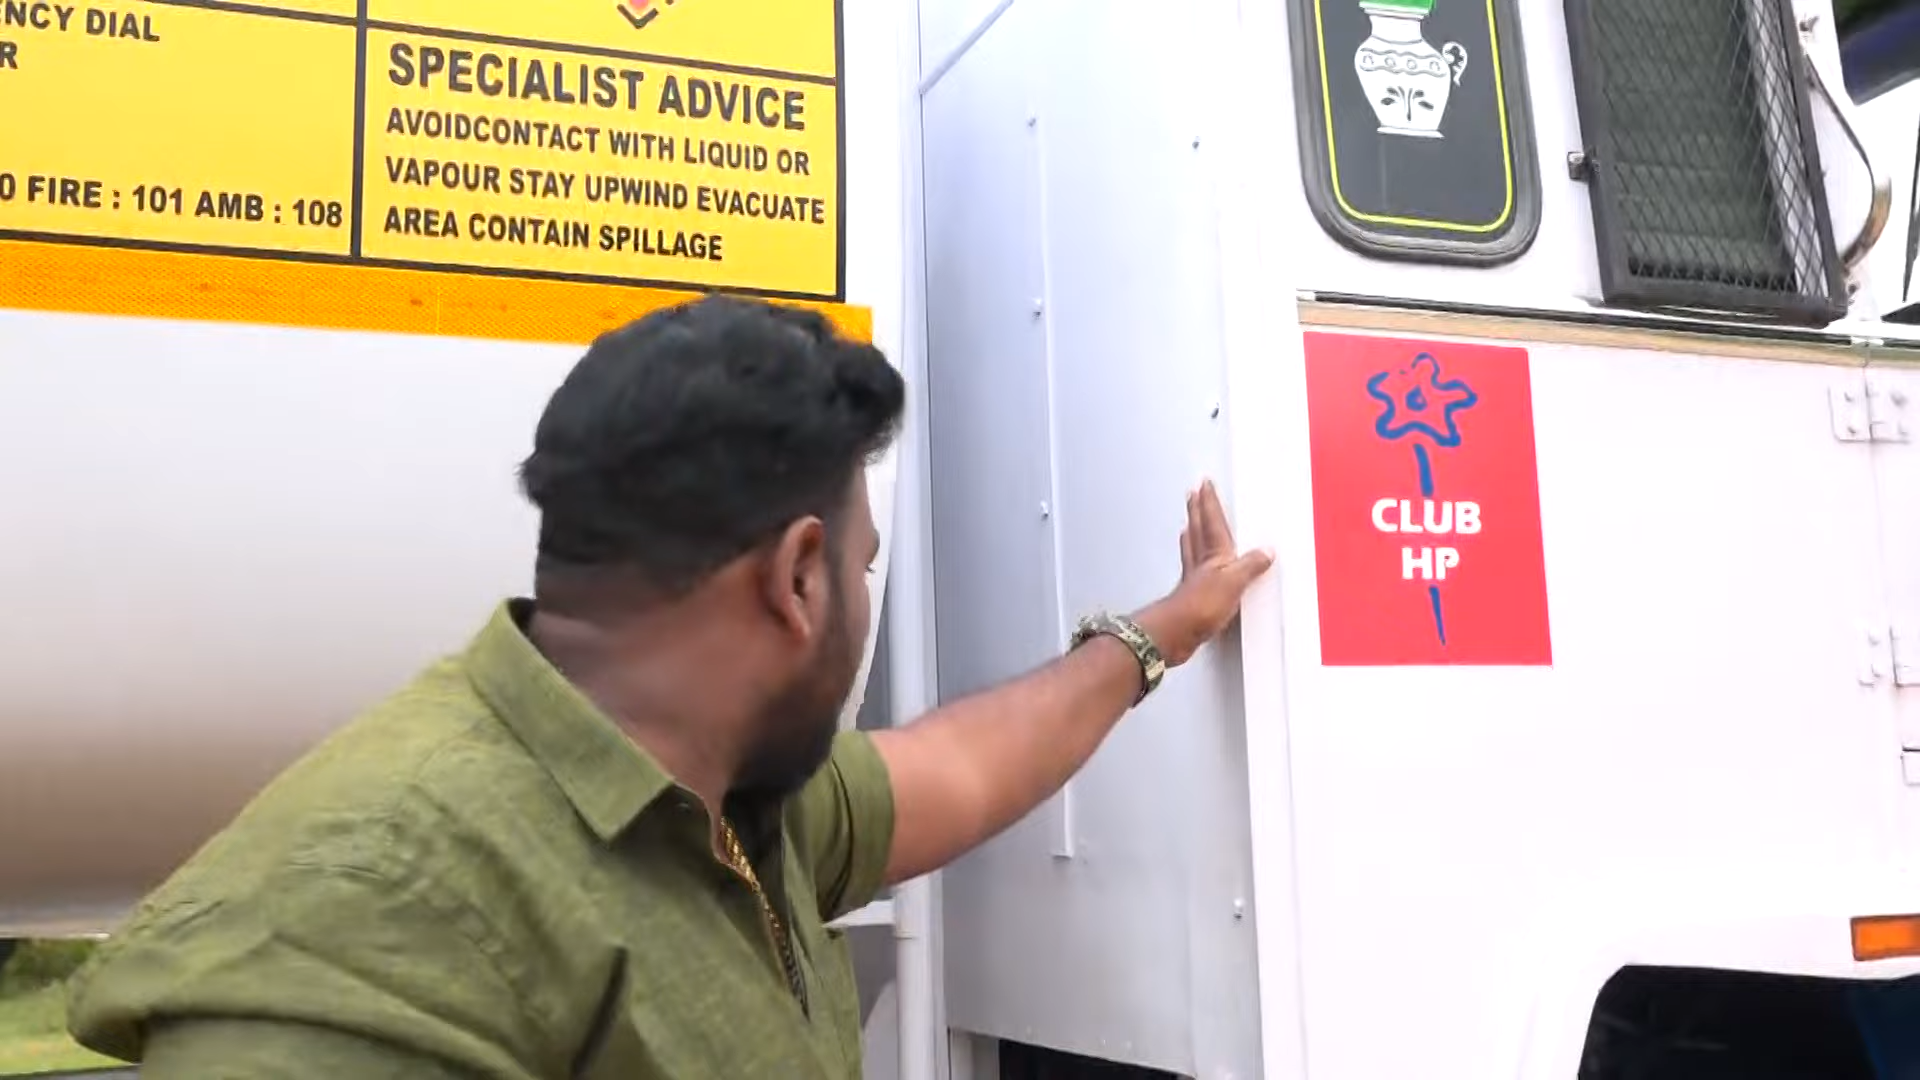 ENCY DIAL
R
0 FIRE : 101 AMB : 108
SPECIALIST ADVICE
AVOIDCONTACT WITH LIQUID OR
VAPOUR STAY UPWIND EVACUATE
AREA CONTAIN SPILLAGE
CLUB
HP